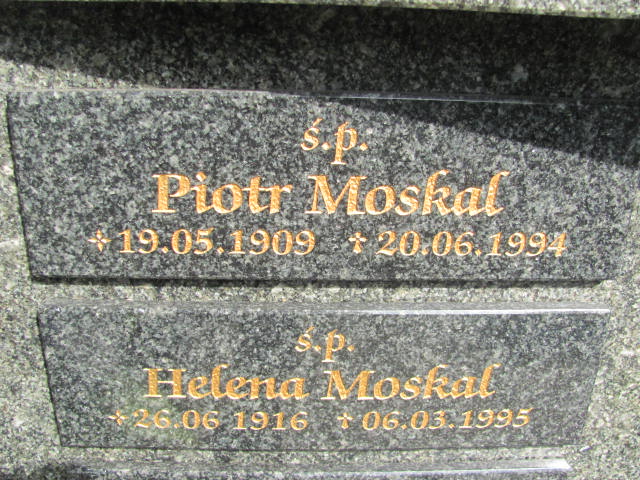 ś.p.
Piotr Moskal
✧ 19.05.1909 ✝ 20.06.1994
ś.p.
Helena Moskal
✧ 26.06 1916 ✝ 06.03.1995